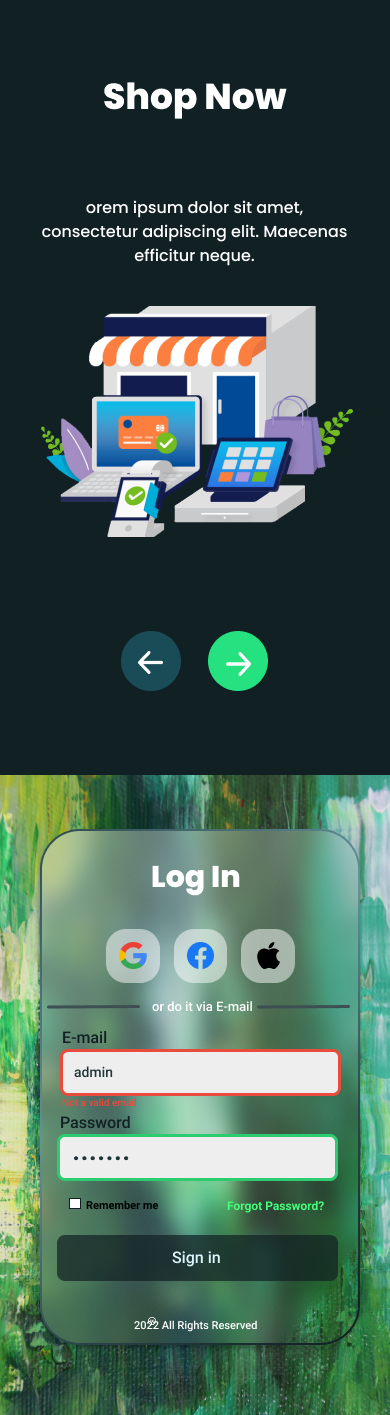 Shop Now
orem ipsum dolor sit amet,
consectetur adipiscing elit. Maecenas
efficitur neque.
Log In
or do it via E-mail
E-mail
admin
Not a valid email
Password
•••••••
Remember me
Forgot Password?
Sign in
2022 All Rights Reserved